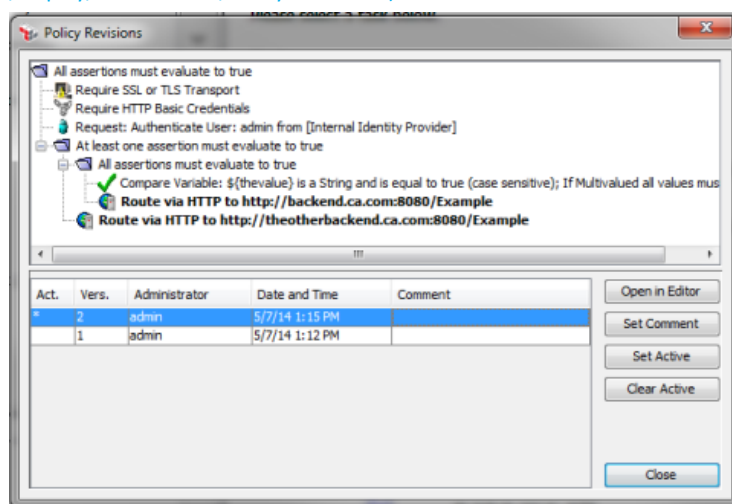 Please select a task below
Policy Revisions
All assertions must evaluate to true
Require SSL or TLS Transport
Require HTTP Basic Credentials
Request: Authenticate User: admin from [Internal Identity Provider]
At least one assertion must evaluate to true
All assertions must evaluate to true
Compare Variable: ${thevalue} is a String and is equal to true (case sensitive); If Multivalued all values mus
Route via HTTP to http://backend.ca.com:8080/Example
Route via HTTP to http://theotherbackend.ca.com:8080/Example
Act. Vers. Administrator Date and Time Comment
* 2 admin 5/7/14 1:15 PM
1 admin 5/7/14 1:12 PM
Open in Editor
Set Comment
Set Active
Clear Active
Close